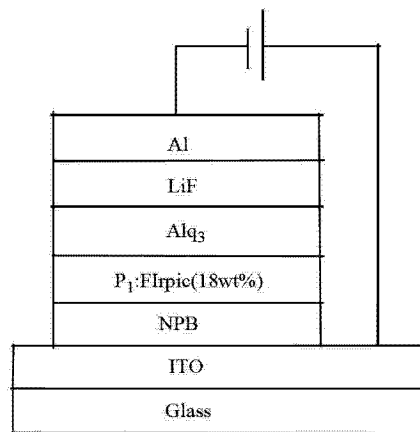 Al
LiF
Alq3
P1:FIrpic(18wt%)
NPB
ITO
Glass